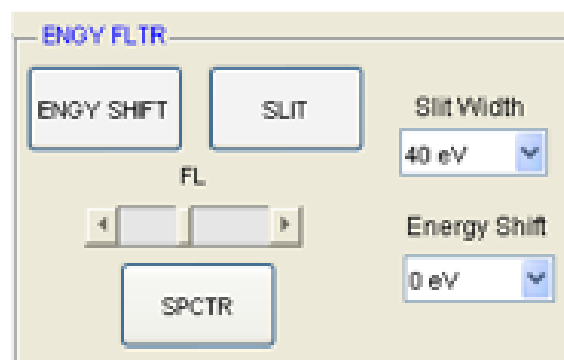 ENGY FLTR
ENGY SHIFT
SLIT
Slit Width
40 eV
FL
Energy Shift
0 eV
SPCTR